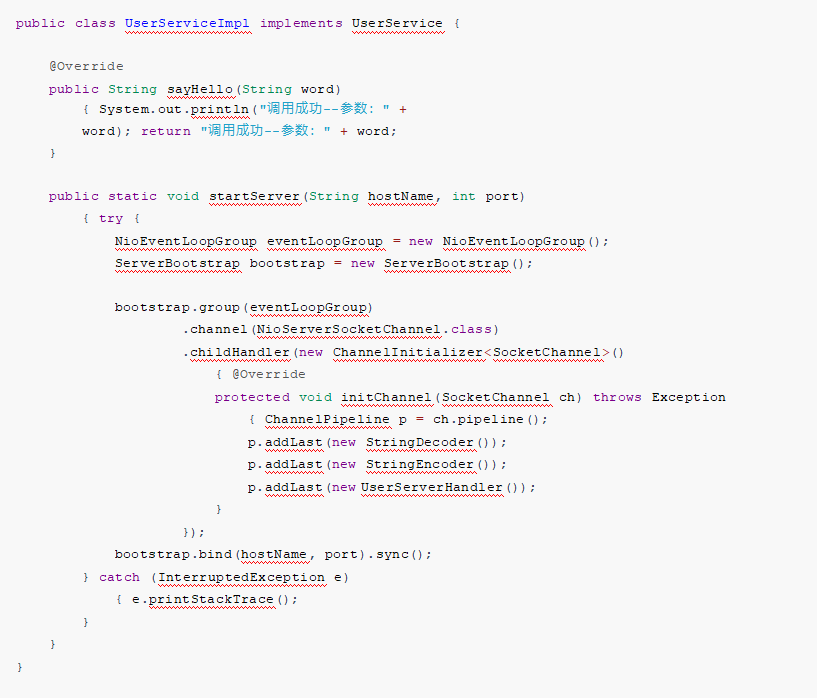 public class UserServiceImpl implements UserService {
@Override
public String sayHello(String word)
{ System.out.println("调用成功--参数：" +
word); return "调用成功--参数：" + word;
}
public static void startServer(String hostName, int port)
{ try {
NioEventLoopGroup eventLoopGroup = new NioEventLoopGroup();
ServerBootstrap bootstrap = new ServerBootstrap();
bootstrap.group(eventLoopGroup)
.channel(NioServerSocketChannel.class)
.childHandler(new ChannelInitializer<SocketChannel>()
{ @Override
protected void initChannel(SocketChannel ch) throws Exception
{ ChannelPipeline p = ch.pipeline();
p.addLast(new StringDecoder());
p.addLast(new StringEncoder());
p.addLast(new UserServerHandler());
}
});
bootstrap.bind(hostName, port).sync();
} catch (InterruptedException e)
{ e.printStackTrace();
}
}
}